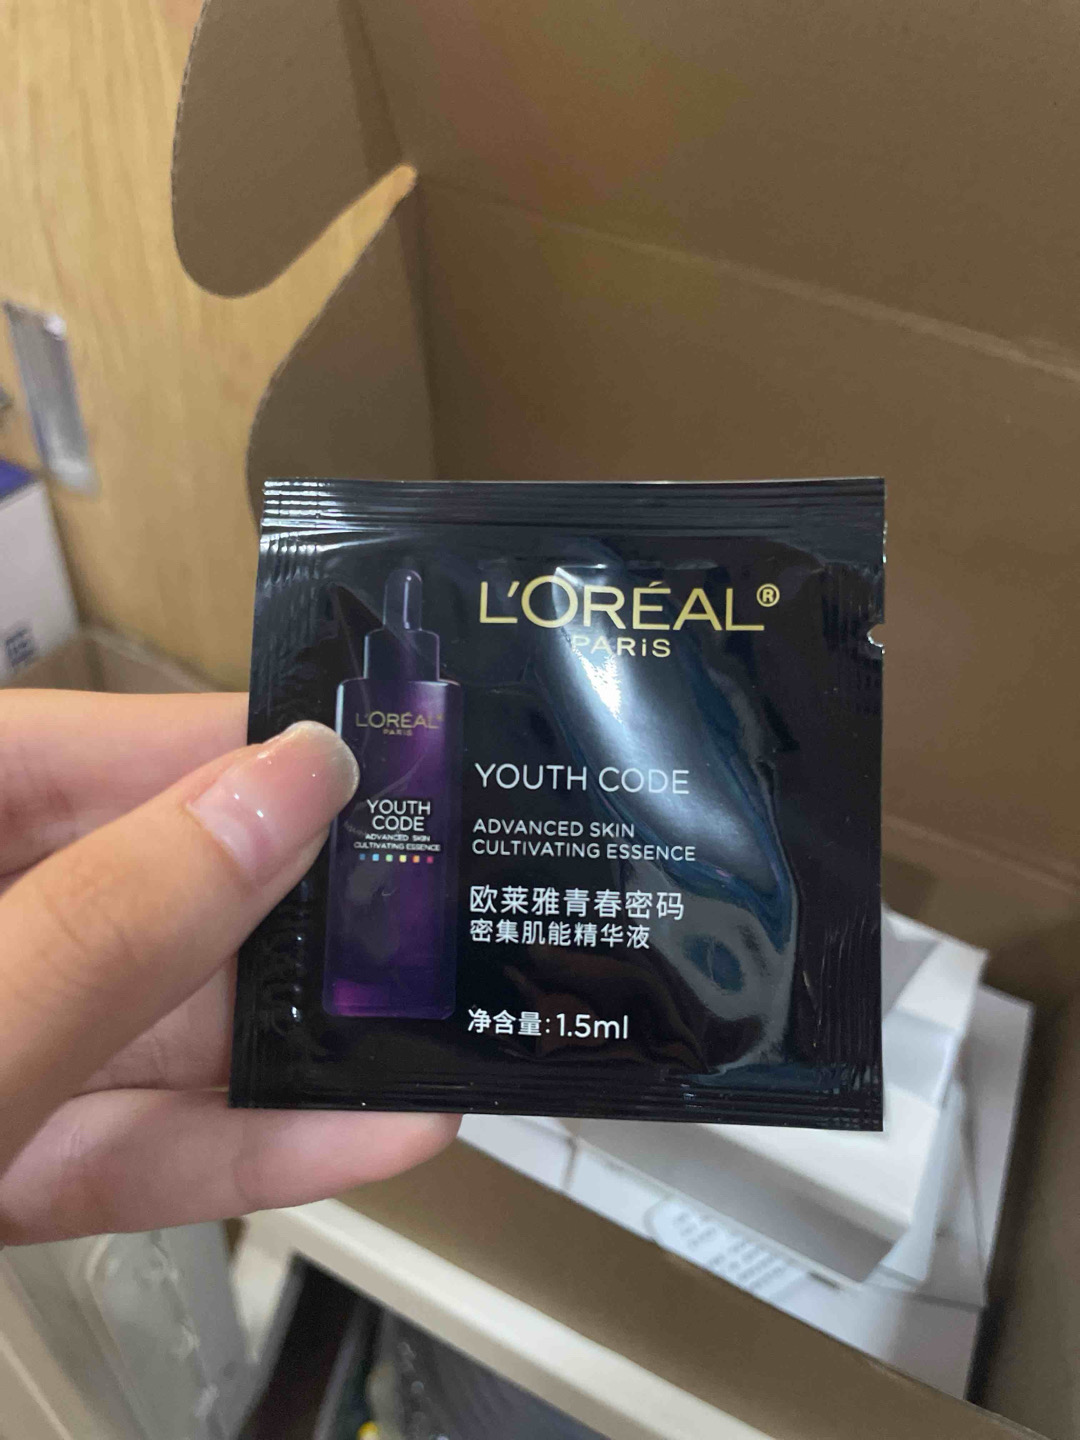 L'ORÉAL®
PARiS
L'ORÉAL
PARIS
YOUTH
CODE
ADVANCED SKIN
CULTIVATING ESSENCE
YOUTH CODE
ADVANCED SKIN
CULTIVATING ESSENCE
欧莱雅青春密码
密集肌能精华液
净含量:1.5ml